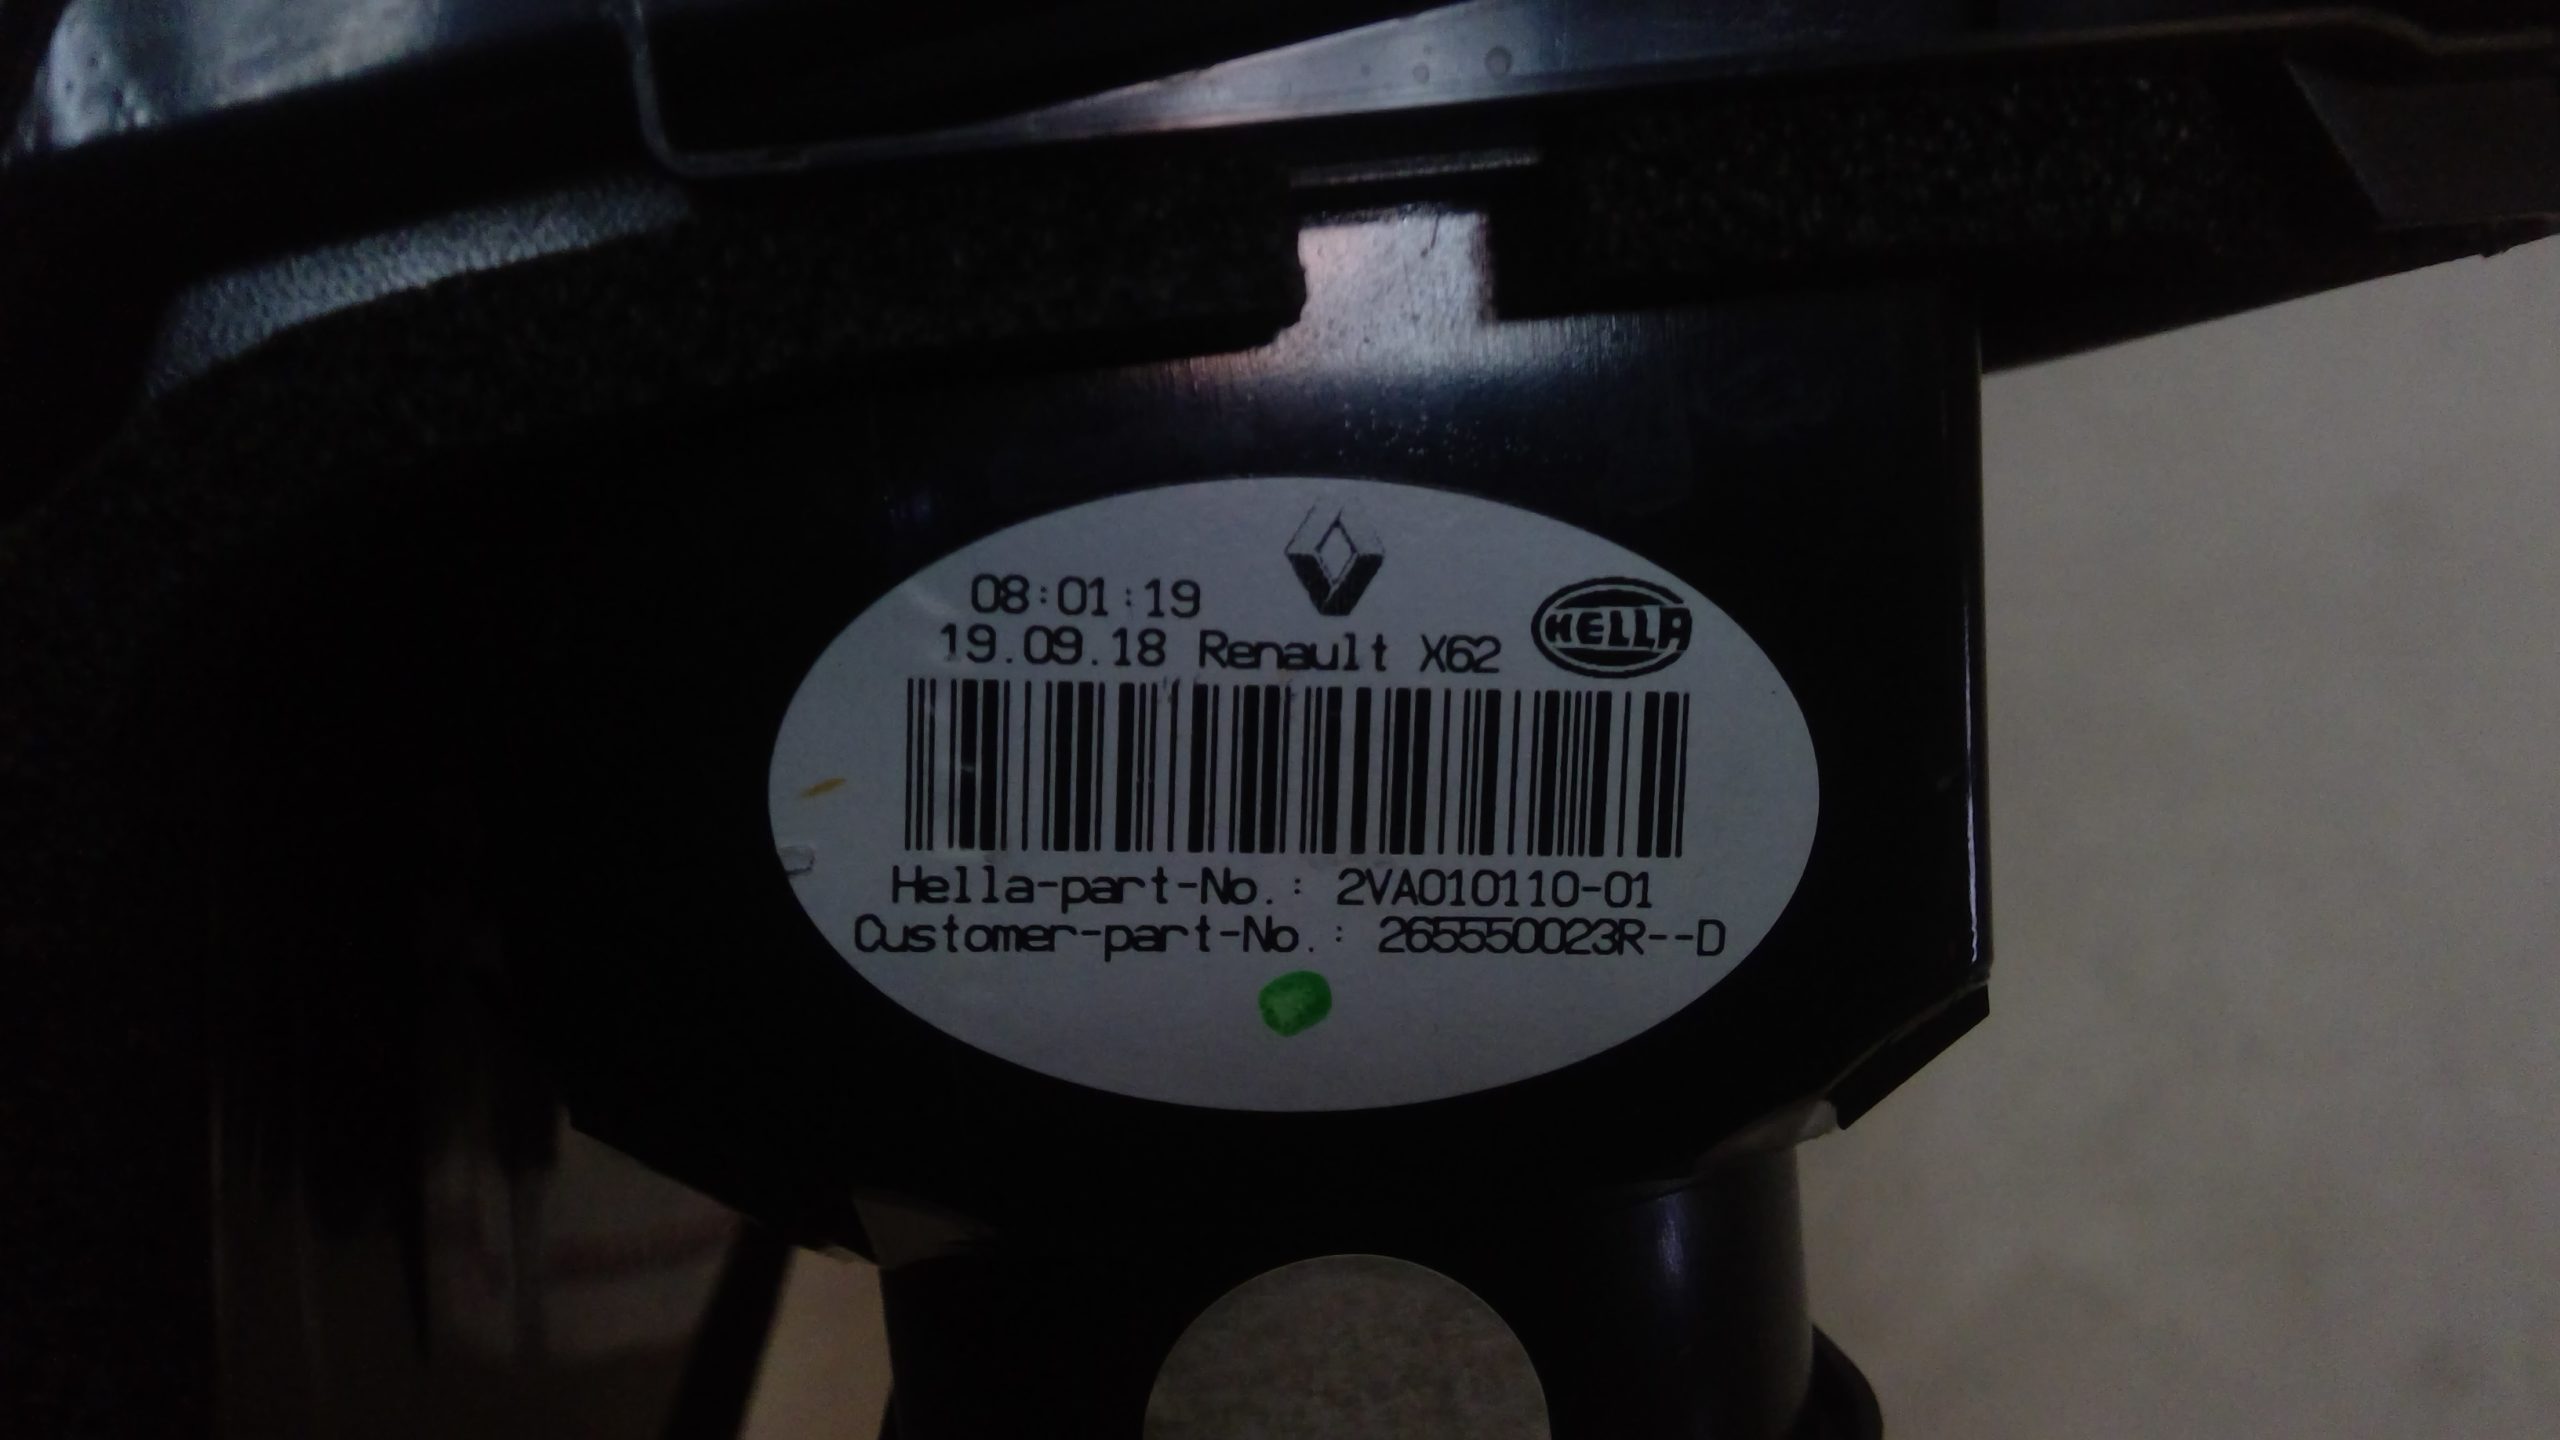 08:01:19
19.09.18 Renault X62
HELLA
Hella-part-No.: 2VA010110-01
Customer-part-No.: 265550023R--D